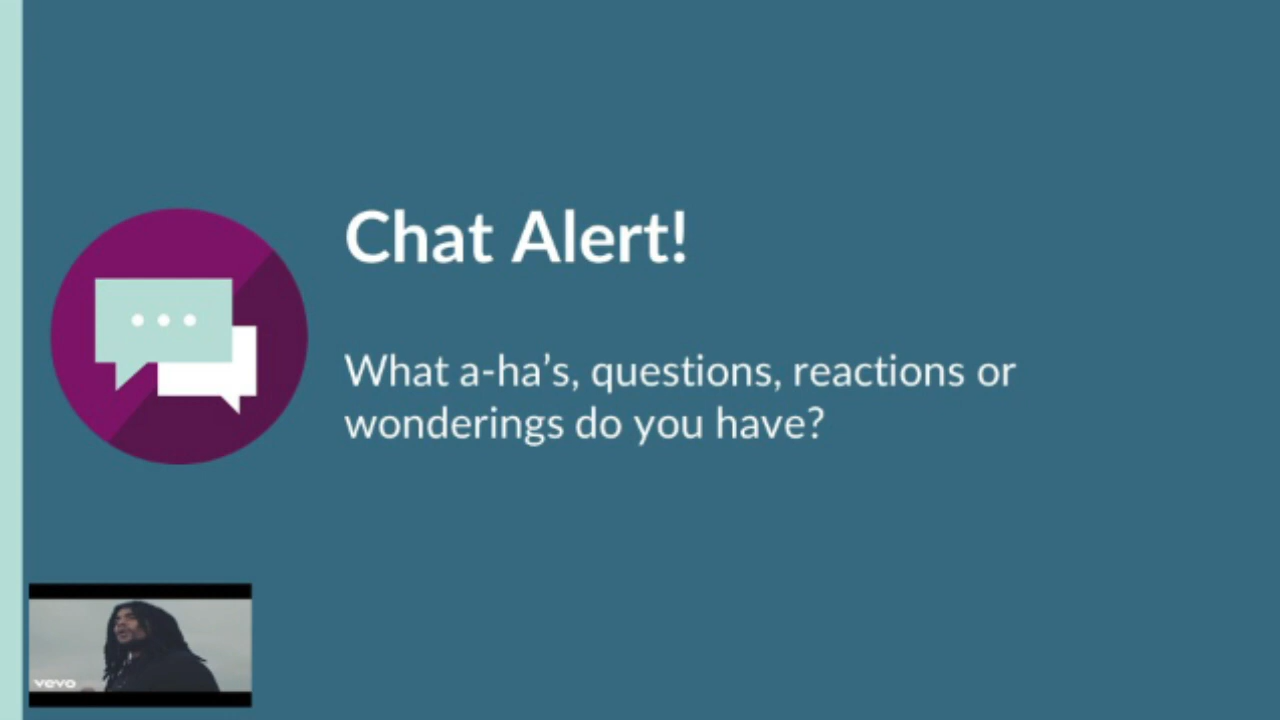 Chat Alert!
What a-ha’s, questions, reactions or
wonderings do you have?
vevo